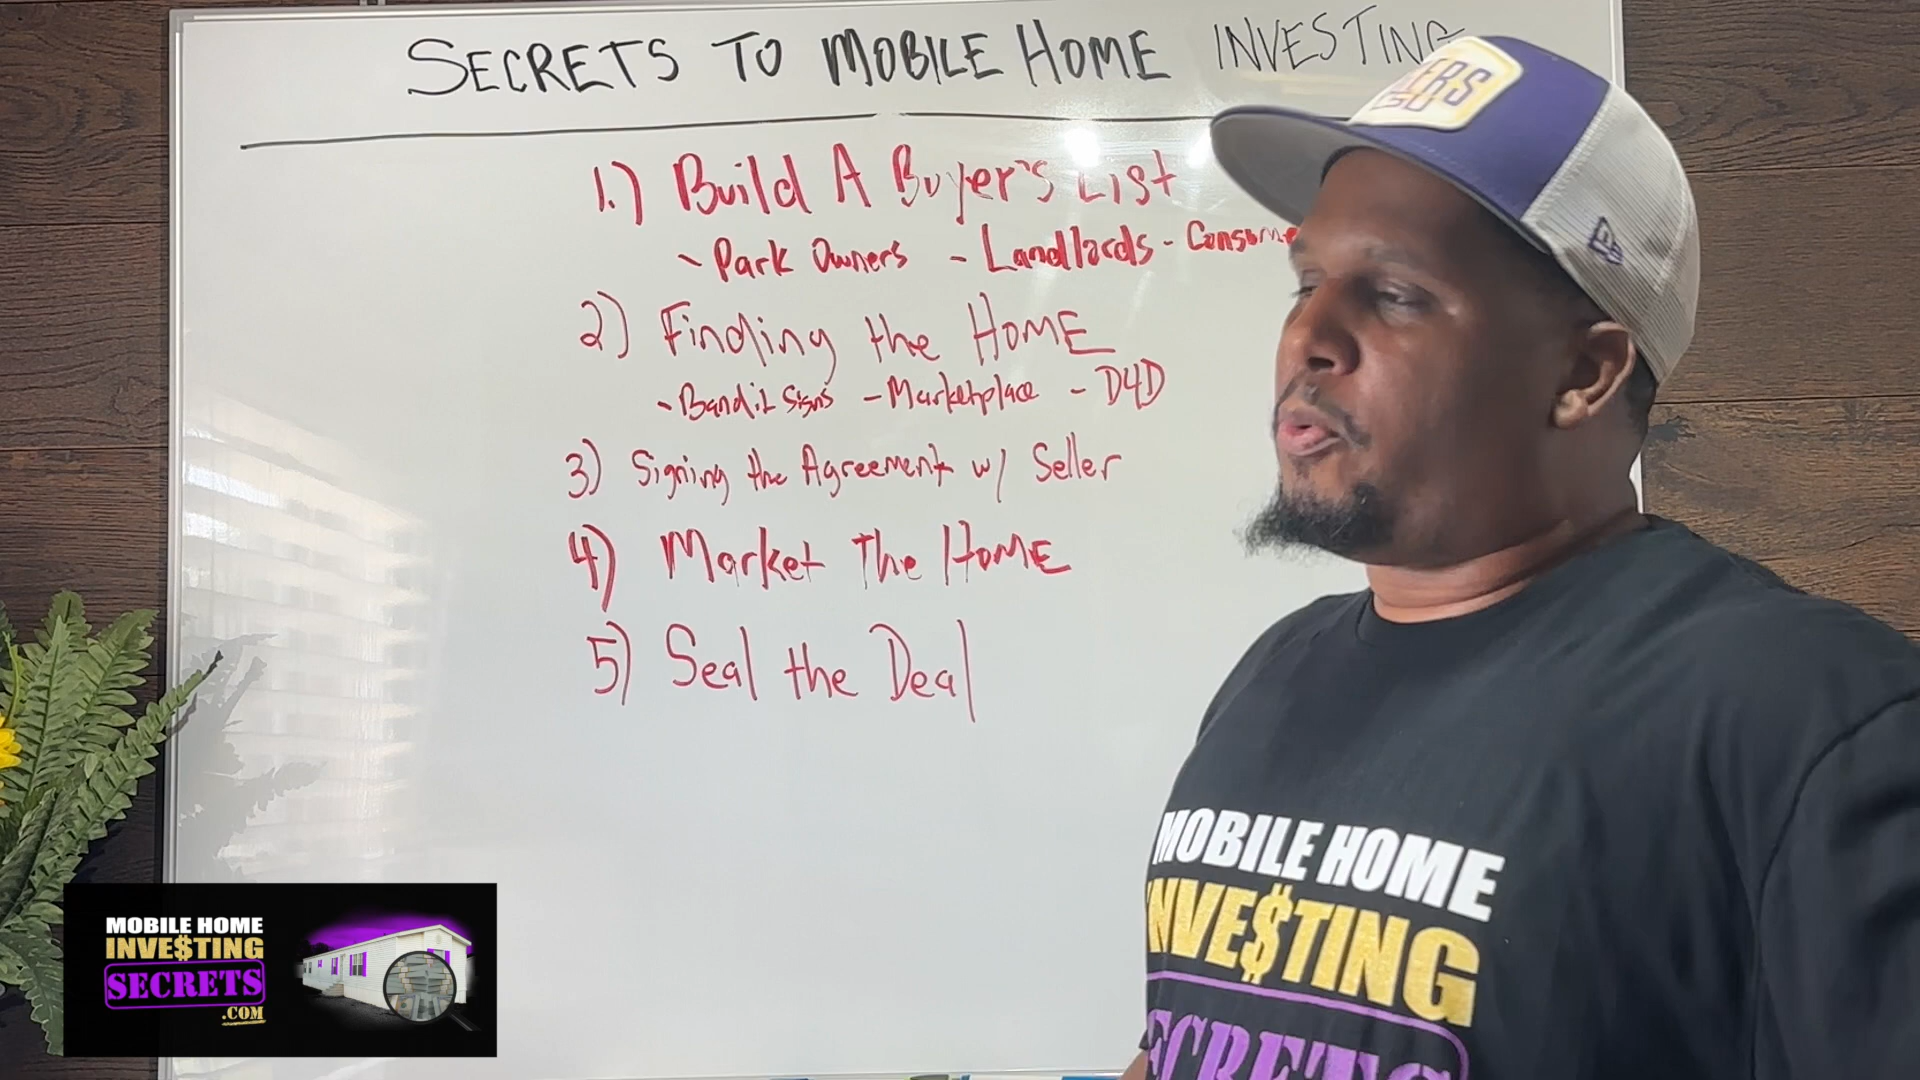 SECRETS TO MOBILE HOME INVESTING
1.) Build A Buyer's List
- Park Owners - Landlords - Consume
2) Finding the HOME
- Bandit Signs - Marketplace - D4D
3) Signing the Agreement w/ Seller
4) Market The HOME
5) Seal the Deal
MOBILE HOME
INVE$TING
SECRETS
MOBILE HOME
INVE$TING
SECRETS
.COM